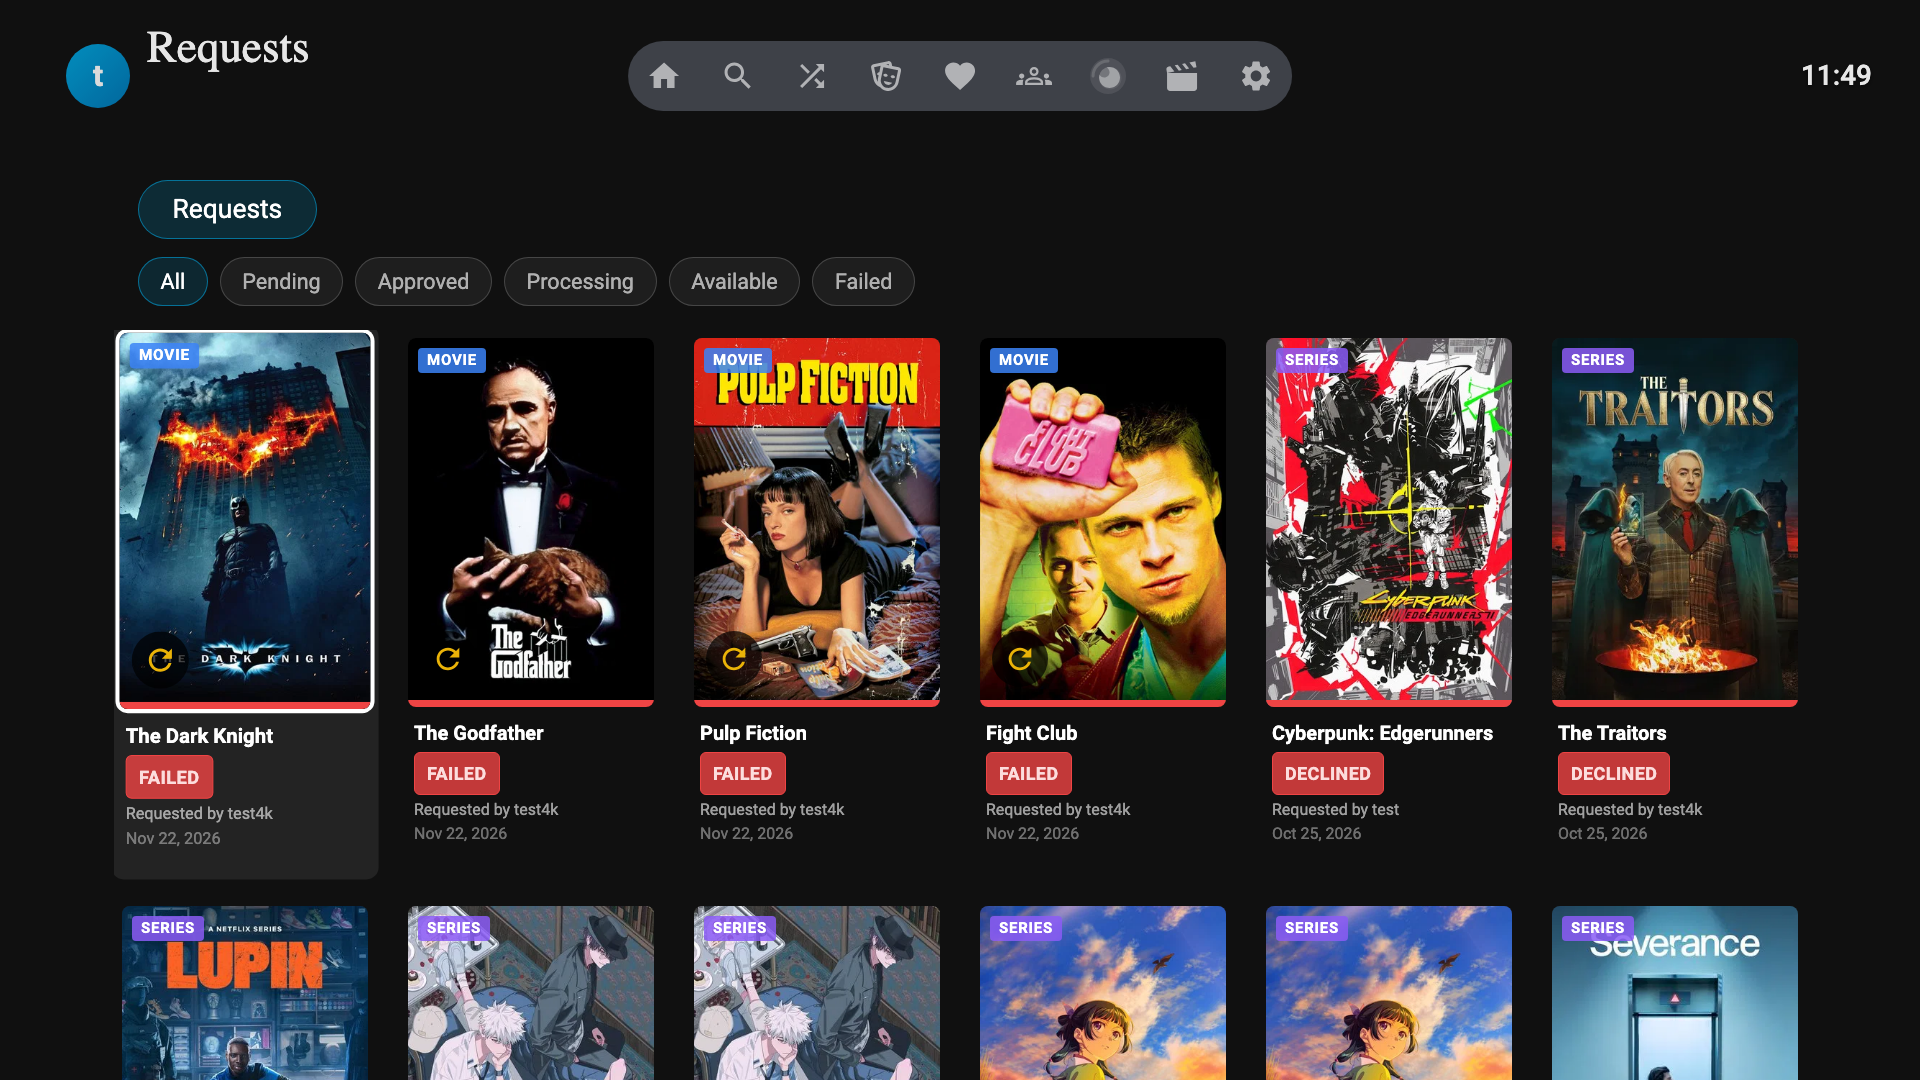 t
Requests
11:49
Requests
All
Pending
Approved
Processing
Available
Failed
MOVIE
DARK KNIGHT
The Dark Knight
FAILED
Requested by test4k
Nov 22, 2026
MOVIE
The
Godfather
The Godfather
FAILED
Requested by test4k
Nov 22, 2026
MOVIE
PULP FICTION
Pulp Fiction
FAILED
Requested by test4k
Nov 22, 2026
MOVIE
FIGHT
CLUB
Fight Club
FAILED
Requested by test4k
Nov 22, 2026
SERIES
CYBERPUNK
EDGERUNNERS
Cyberpunk: Edgerunners
DECLINED
Requested by test
Oct 25, 2026
SERIES
THE
TRAITORS
The Traitors
DECLINED
Requested by test4k
Oct 25, 2026
SERIES
A NETFLIX SERIES
LUPIN
SERIES
SERIES
SERIES
SERIES
SERIES
Severance